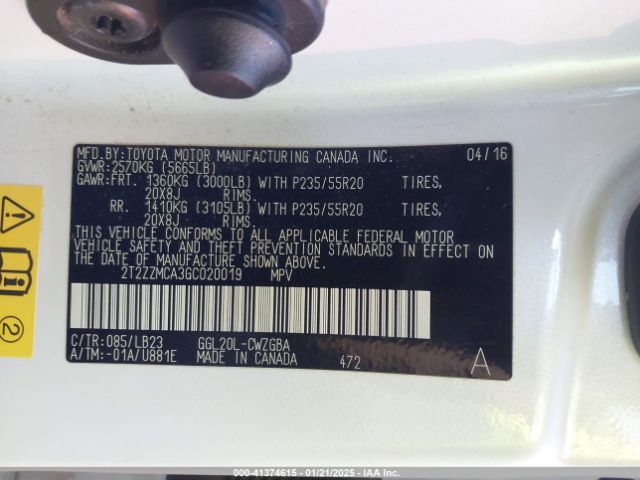 MFD.BY:TOYOTA MOTOR MANUFACTURING CANADA INC. 04/16
GVWR:2570KG (5665LB)
GAWR:FRT. 1360KG (3000LB) WITH P235/55R20 TIRES,
20X8J RIMS.
RR. 1410KG (3105LB) WITH P235/55R20 TIRES,
20X8J RIMS.
THIS VEHICLE CONFORMS TO ALL APPLICABLE FEDERAL MOTOR
VEHICLE SAFETY AND THEFT PREVENTION STANDARDS IN EFFECT ON
THE DATE OF MANUFACTURE SHOWN ABOVE.
2T2ZZMCA3GC020019 MPV
C/TR:085/LB23 GGL20L-CWZGBA
A/TM:-01A/U881E MADE IN CANADA 472 A
2
000-41374615 - 01/21/2025 - IAA Inc.